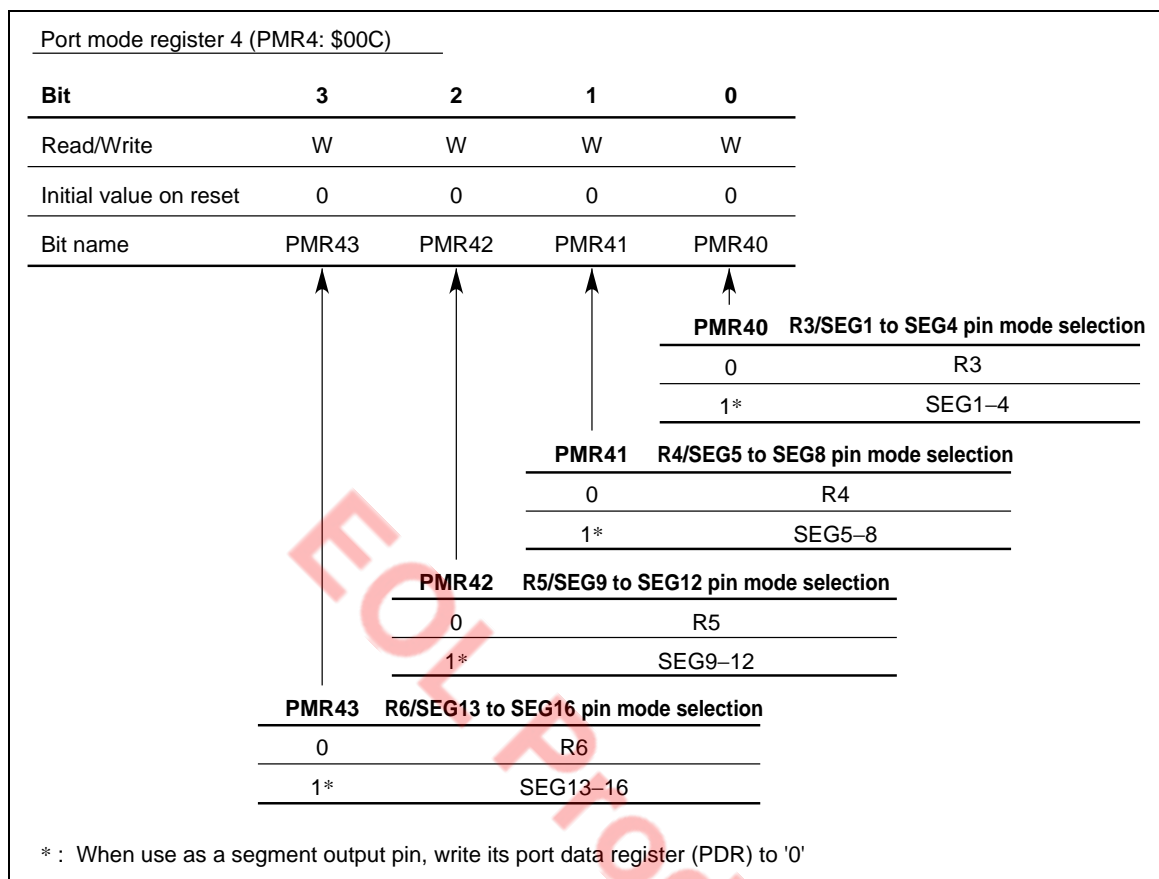 Port mode register 4 (PMR4: $00C)
Bit 3 2 1 0
Read/Write W W W W
Initial value on reset 0 0 0 0
Bit name PMR43 PMR42 PMR41 PMR40
PMR40 R3/SEG1 to SEG4 pin mode selection
0 R3
1* SEG1–4
PMR41 R4/SEG5 to SEG8 pin mode selection
0 R4
1* SEG5–8
PMR42 R5/SEG9 to SEG12 pin mode selection
0 R5
1* SEG9–12
PMR43 R6/SEG13 to SEG16 pin mode selection
0 R6
1* SEG13–16
* : When use as a segment output pin, write its port data register (PDR) to '0'
EOL